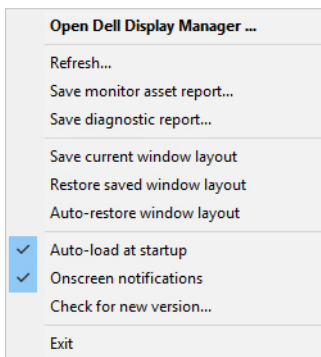 Open Dell Display Manager ...
Refresh...
Save monitor asset report...
Save diagnostic report...
Save current window layout
Restore saved window layout
Auto-restore window layout
Auto-load at startup
Onscreen notifications
Check for new version...
Exit